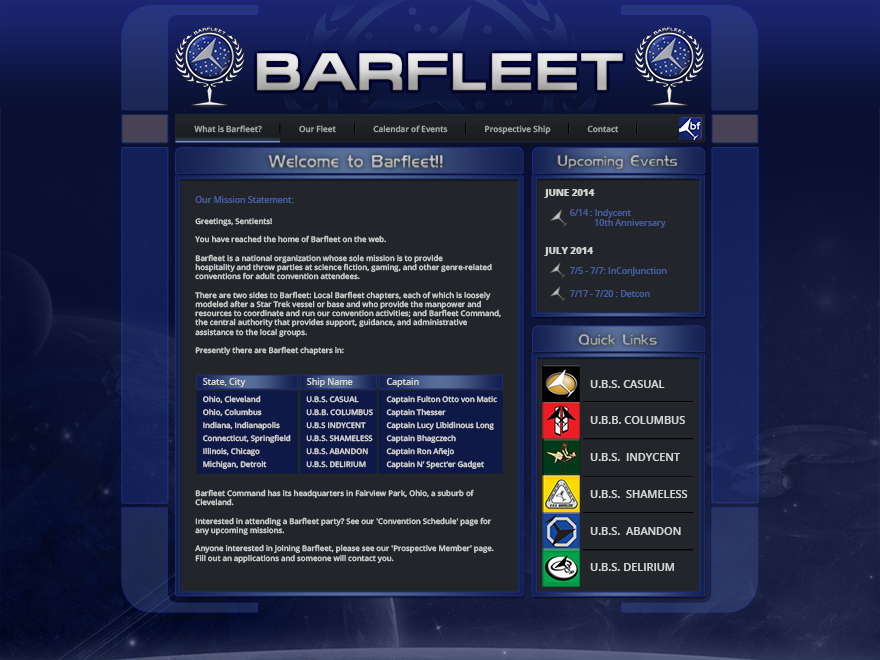 BARFLEET
What is Barfleet? Our Fleet Calendar of Events Prospective Ship Contact bf
Welcome to Barfleet!!
Our Mission Statement:
Greetings, Sentients!
You have reached the home of Barfleet on the web.
Barfleet is a national organization whose sole mission is to provide
hospitality and throw parties at science fiction, gaming, and other genre-related
conventions for adult convention attendees.
There are two sides to Barfleet: Local Barfleet chapters, each of which is loosely
modeled after a Star Trek vessel or base and who provide the manpower and
resources to coordinate and run our convention activities; and Barfleet Command,
the central authority that provides support, guidance, and administrative
assistance to the local groups.
Presently there are Barfleet chapters in:
State, City Ship Name Captain
Ohio, Cleveland U.B.S. CASUAL Captain Fulton Otto von Matic
Ohio, Columbus U.B.B. COLUMBUS Captain Thesser
Indiana, Indianapolis U.B.S INDYCENT Captain Lucy Libidinous Long
Connecticut, Springfield U.B.S. SHAMELESS Captain Bhagczech
Illinois, Chicago U.B.S. ABANDON Captain Ron Añejo
Michigan, Detroit U.B.S. DELIRIUM Captain N' Spect'er Gadget
Barfleet Command has its headquarters in Fairview Park, Ohio, a suburb of
Cleveland.
Interested in attending a Barfleet party? See our 'Convention Schedule' page for
any upcoming missions.
Anyone interested in joining Barfleet, please see our 'Prospective Member' page.
Fill out an applications and someone will contact you.
Upcoming Events
JUNE 2014
6/14 : Indycent
10th Anniversary
JULY 2014
7/5 - 7/7: InConJunction
7/17 - 7/20 : Detcon
Quick Links
U.B.S. CASUAL
U.B.B. COLUMBUS
U.B.S. INDYCENT
U.B.S. SHAMELESS
U.B.S. ABANDON
U.B.S. DELIRIUM